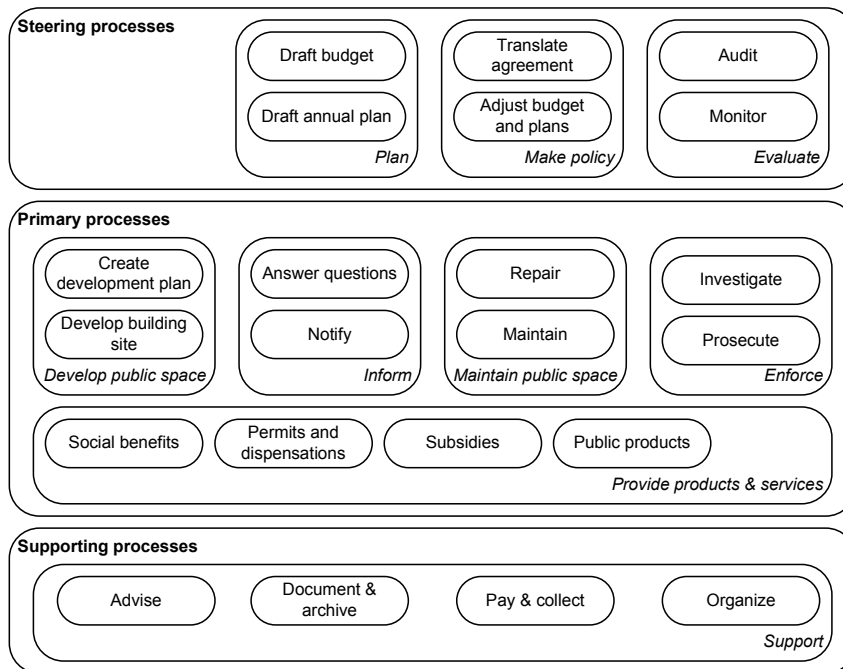 Steering processes
Draft budget
Draft annual plan
Plan
Translate
agreement
Adjust budget
and plans
Make policy
Audit
Monitor
Evaluate
Primary processes
Create
development plan
Develop building
site
Develop public space
Answer questions
Notify
Inform
Repair
Maintain
Maintain public space
Investigate
Prosecute
Enforce
Social benefits
Permits and
dispensations
Subsidies
Public products
Provide products & services
Supporting processes
Advise
Document &
archive
Pay & collect
Organize
Support